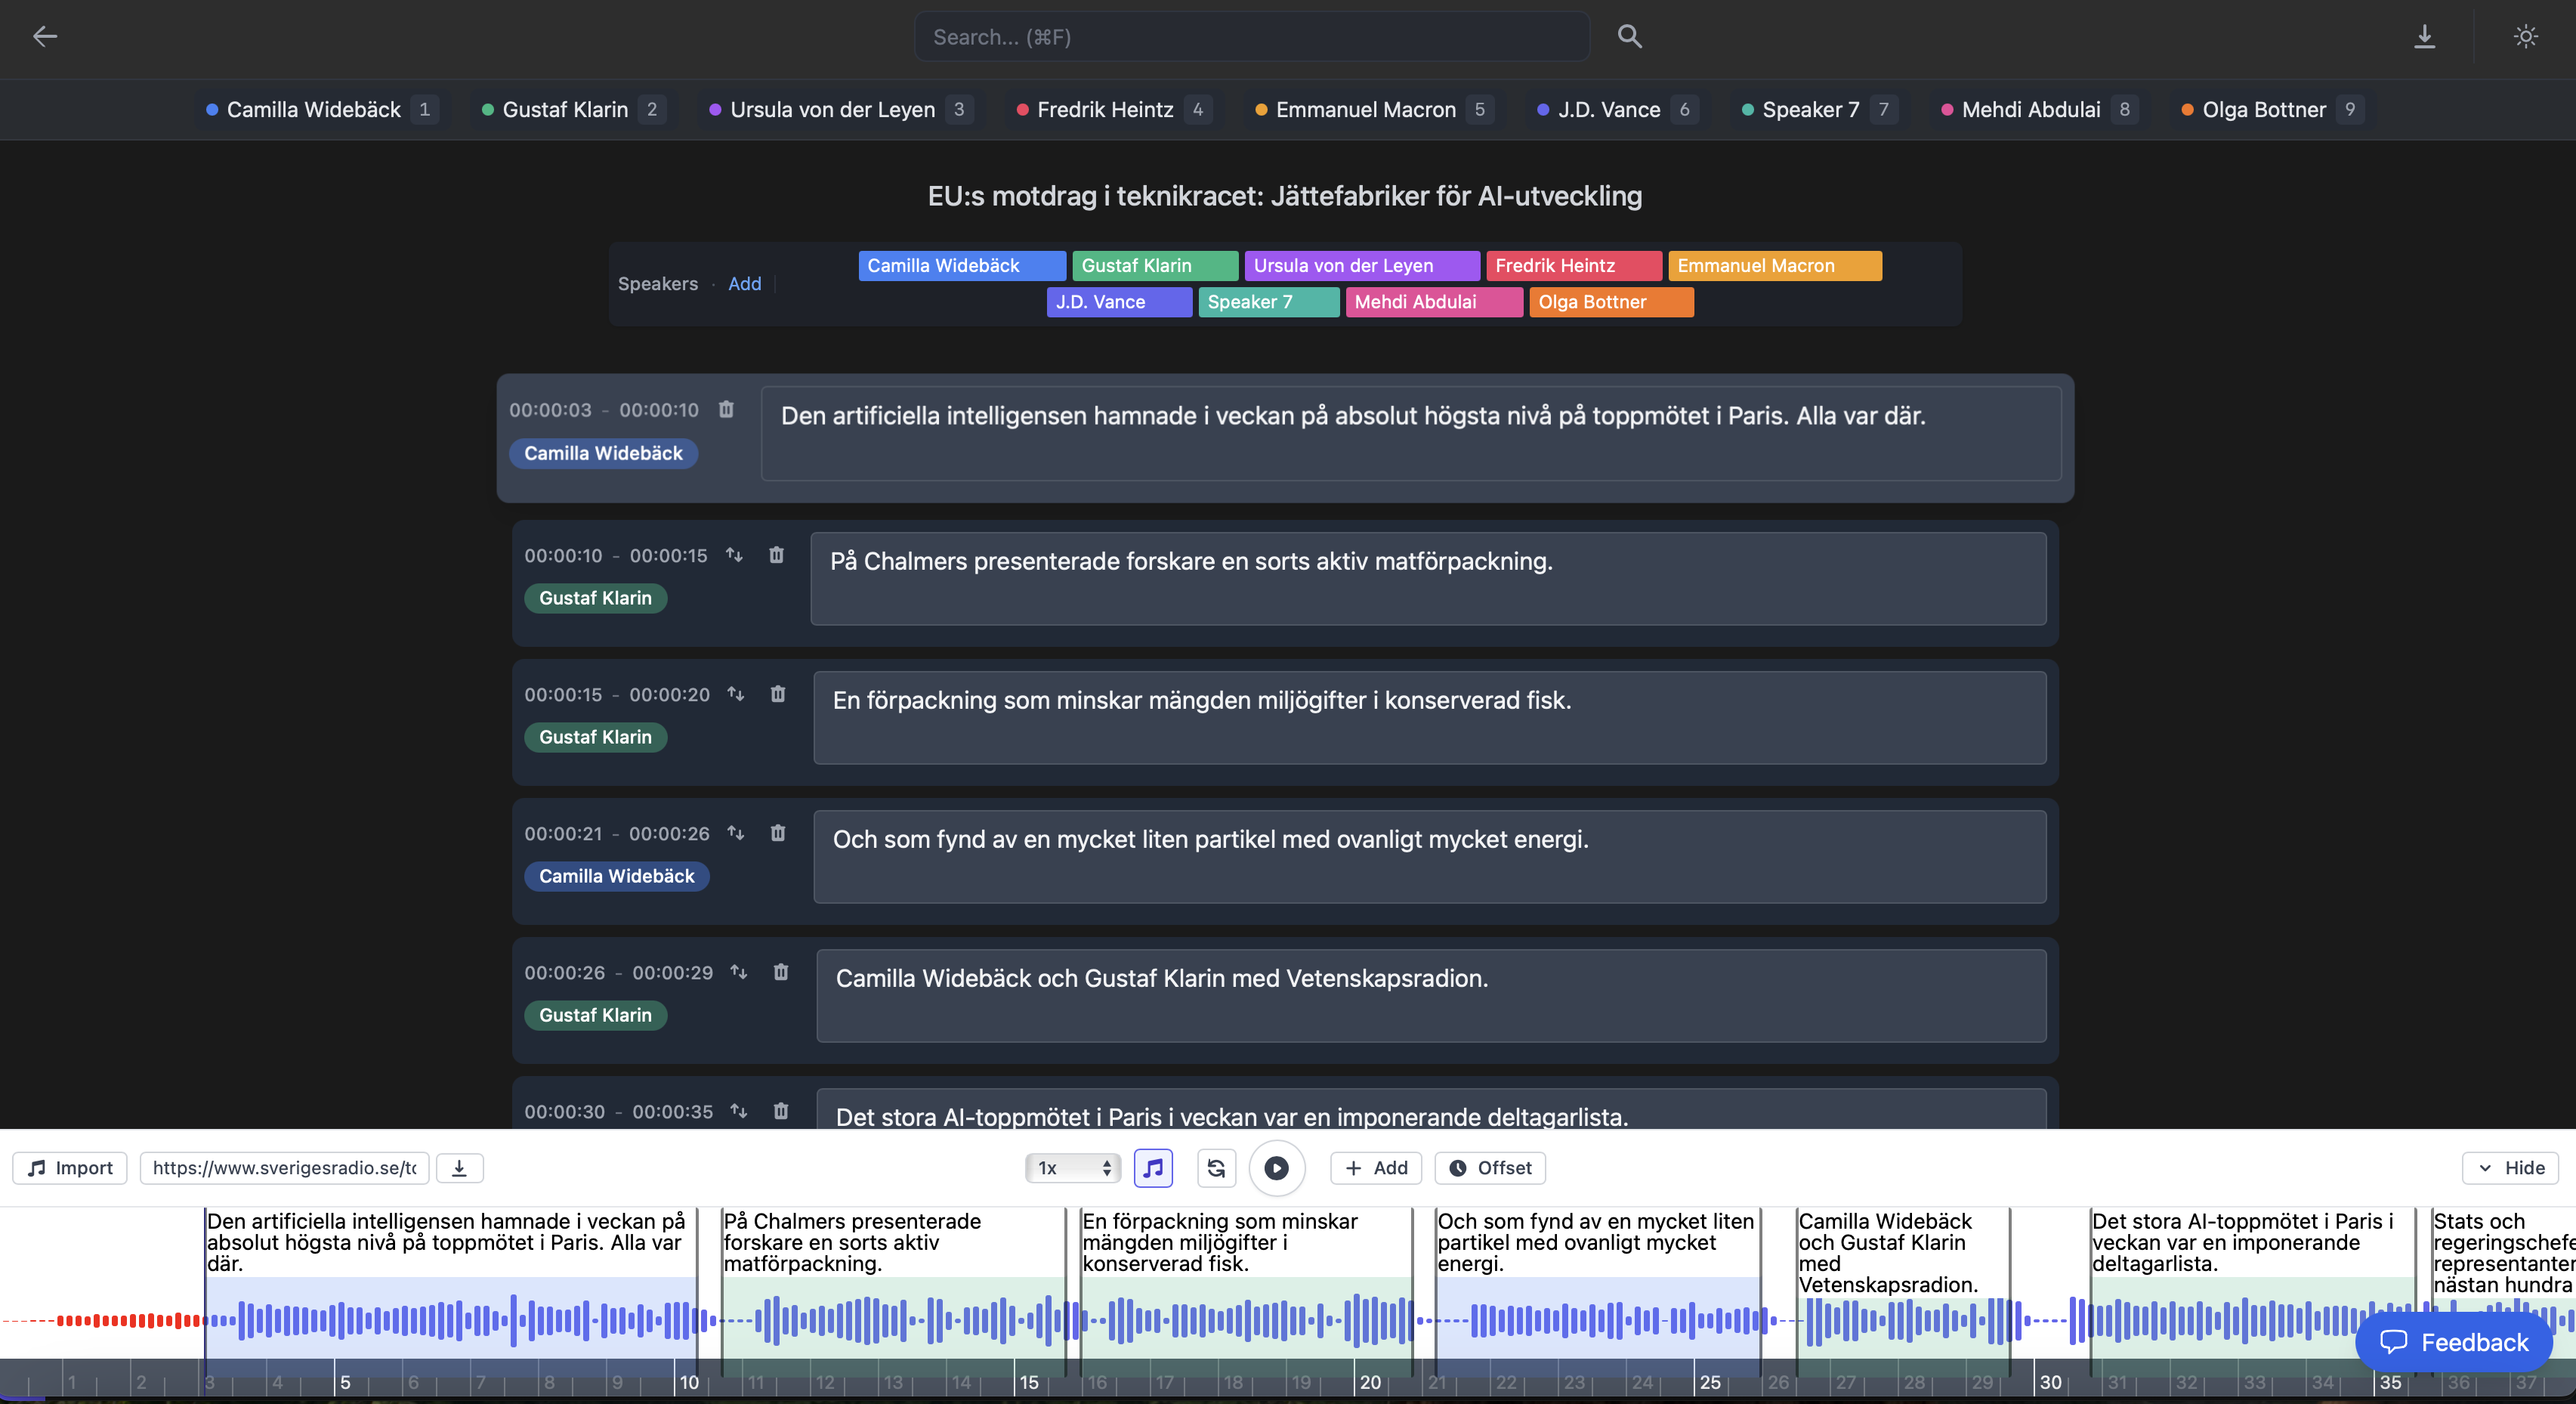 Search... (⌘F)
Camilla Widebäck 1 Gustaf Klarin 2 Ursula von der Leyen 3 Fredrik Heintz 4 Emmanuel Macron 5 J.D. Vance 6 Speaker 7 7 Mehdi Abdulai 8 Olga Bottner 9
EU:s motdrag i teknikracet: Jättefabriker för AI-utveckling
Speakers · Add
Camilla Widebäck Gustaf Klarin Ursula von der Leyen Fredrik Heintz Emmanuel Macron
J.D. Vance Speaker 7 Mehdi Abdulai Olga Bottner
00:00:03 - 00:00:10
Camilla Widebäck
Den artificiella intelligensen hamnade i veckan på absolut högsta nivå på toppmötet i Paris. Alla var där.
00:00:10 - 00:00:15
Gustaf Klarin
På Chalmers presenterade forskare en sorts aktiv matförpackning.
00:00:15 - 00:00:20
Gustaf Klarin
En förpackning som minskar mängden miljögifter i konserverad fisk.
00:00:21 - 00:00:26
Camilla Widebäck
Och som fynd av en mycket liten partikel med ovanligt mycket energi.
00:00:26 - 00:00:29
Gustaf Klarin
Camilla Widebäck och Gustaf Klarin med Vetenskapsradion.
00:00:30 - 00:00:35
Det stora AI-toppmötet i Paris i veckan var en imponerande deltagarlista.
Import https://www.sverigesradio.se/to 1x Add Offset Hide
Den artificiella intelligensen hamnade i veckan på
absolut högsta nivå på toppmötet i Paris. Alla var
där.
På Chalmers presenterade
forskare en sorts aktiv
matförpackning.
En förpackning som minskar
mängden miljögifter i
konserverad fisk.
Och som fynd av en mycket liten
partikel med ovanligt mycket
energi.
Camilla Widebäck
och Gustaf Klarin
med
Vetenskapsradion.
Det stora AI-toppmötet i Paris i
veckan var en imponerande
deltagarlista.
Stats och
regeringschefe
representanter
nästan hundra
Feedback
1 2 3 4 5 6 7 8 9 10 11 12 13 14 15 16 17 18 19 20 21 22 23 24 25 26 27 28 29 30 31 32 33 34 35 36 37